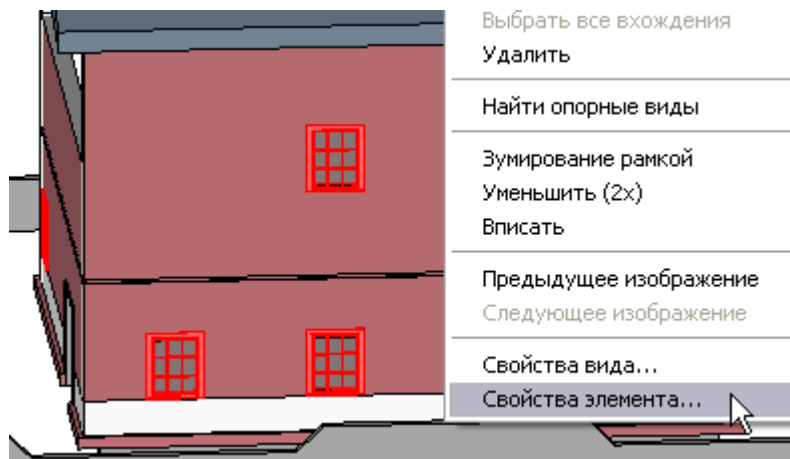 Выбрать все вхождения
Удалить
Найти опорные виды
Зумирование рамкой
Уменьшить (2x)
Вписать
Предыдущее изображение
Следующее изображение
Свойства вида...
Свойства элемента...